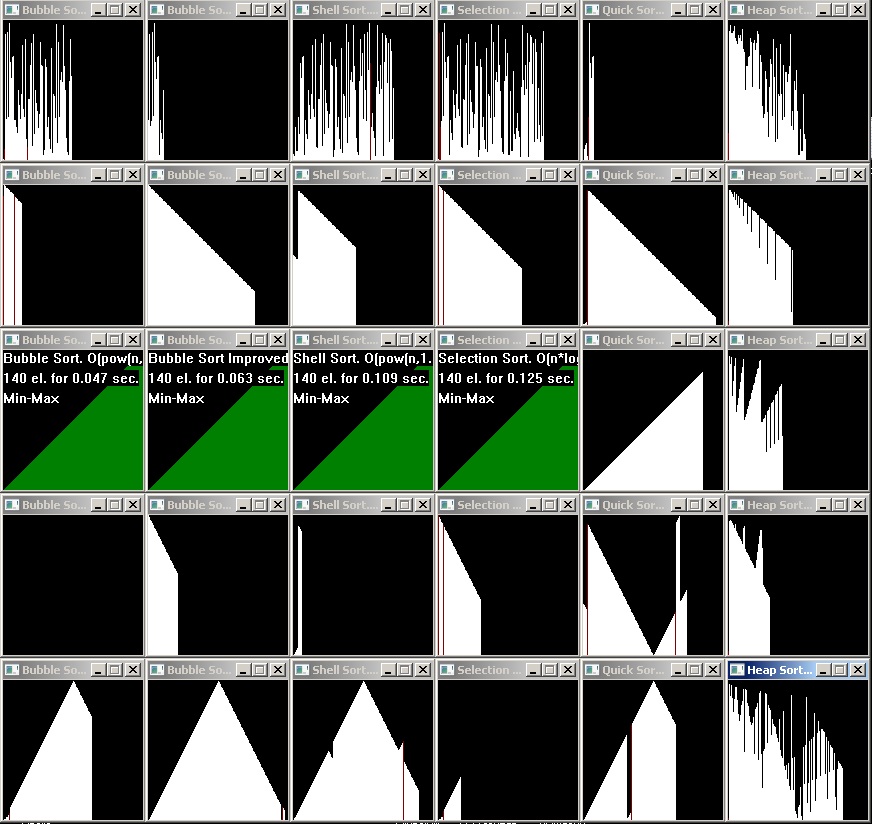 Bubble So... Bubble So... Shell Sort.... Selection ... Quick Sor... Heap Sort...
Bubble So... Bubble So... Shell Sort.... Selection ... Quick Sor... Heap Sort...
Bubble So... Bubble So... Shell Sort.... Selection ... Quick Sor... Heap Sort...
Bubble Sort. O(pow(n, Bubble Sort Improved Shell Sort. O(pow(n,1. Selection Sort. O(n*lo
140 el. for 0.047 sec. 140 el. for 0.063 sec. 140 el. for 0.109 sec. 140 el. for 0.125 sec.
Min-Max Min-Max Min-Max Min-Max
Bubble So... Bubble So... Shell Sort.... Selection ... Quick Sor... Heap Sort...
Bubble So... Bubble So... Shell Sort.... Selection ... Quick Sor... Heap Sort...